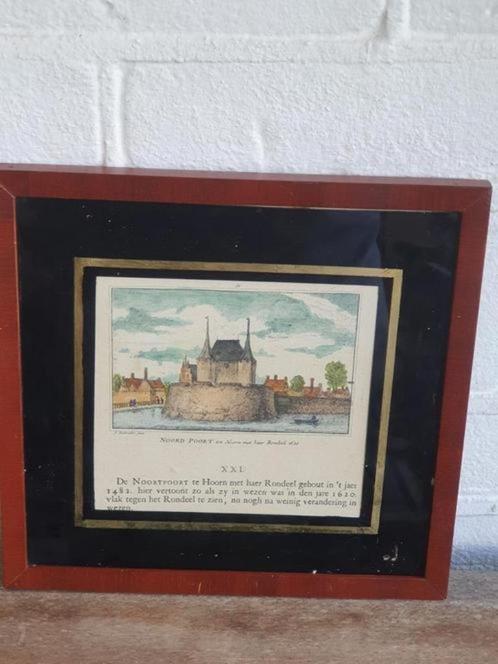 NOORD POORT tot Hoorn met haer Rondeel 1620
XXI.
De NOORTPOORT te Hoorn met haer Rondeel gebout in 't jaer
1482. hier vertoont zo als zy in wezen was in den jare 1620.
vlak tegen het Rondeel te zien, nu nogh na weinig verandering in
wezen.